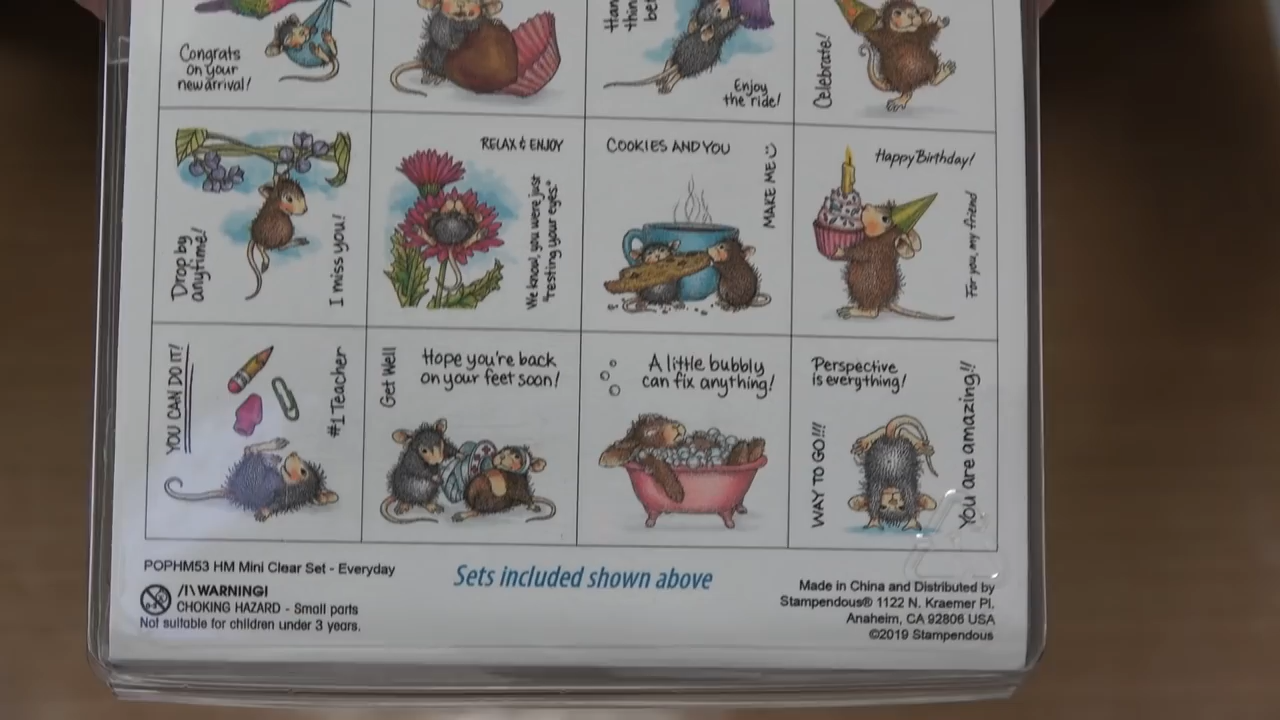 Congrats
on your
new arrival!
Enjoy
the ride!
Celebrate!
Drop by
anytime!
I miss you!
RELAX & ENJOY
We know, you were just
"resting your eyes."
COOKIES AND YOU
MAKE ME
Happy Birthday!
For you, my friend
YOU CAN DO IT!
#1 Teacher
Get Well
Hope you're back
on your feet soon!
A little bubbly
can fix anything!
Perspective
is everything!
WAY TO GO!!!
You are amazing!!
POPHM53 HM Mini Clear Set - Everyday
/!\ WARNING!
CHOKING HAZARD - Small parts
Not suitable for children under 3 years.
Sets included shown above
Made in China and Distributed by
Stampendous® 1122 N. Kraemer Pl.
Anaheim, CA 92806 USA
©2019 Stampendous